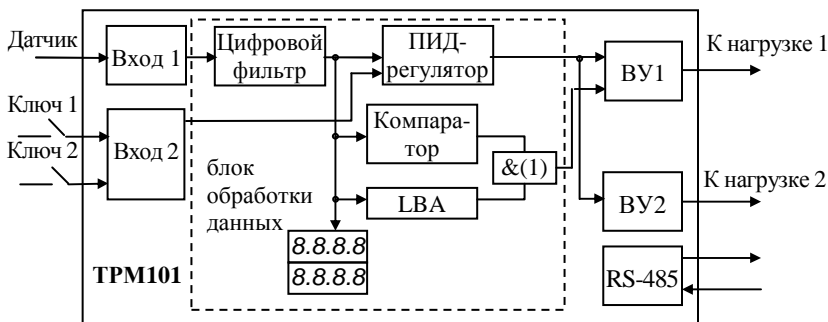 Датчик
Вход 1
Цифровой
фильтр
ПИД-
регулятор
ВУ1
К нагрузке 1
Ключ 1
Ключ 2
Вход 2
Компара-
тор
&(1)
блок
обработки
данных
LBA
ВУ2
К нагрузке 2
8.8.8.8
8.8.8.8
ТРМ101
RS-485